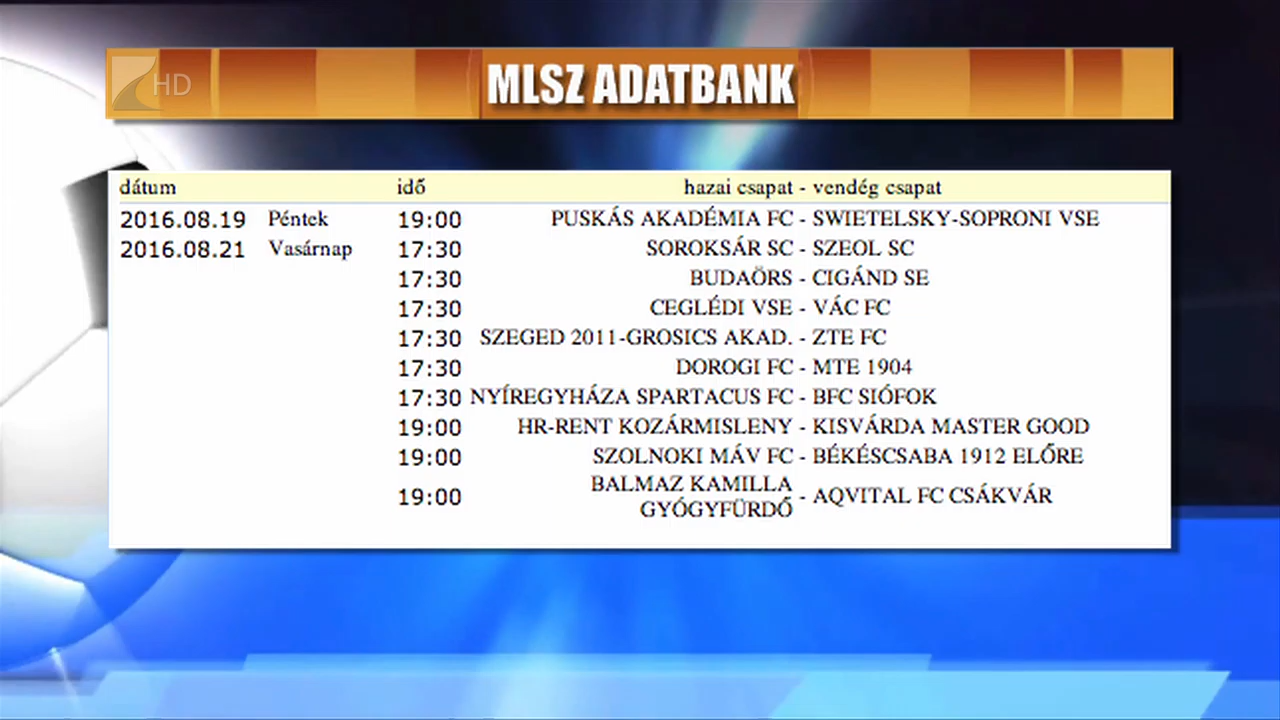 HD
MLSZ ADATBANK
dátum idő hazai csapat - vendég csapat
2016.08.19 Péntek 19:00 PUSKÁS AKADÉMIA FC - SWIETELSKY-SOPRONI VSE
2016.08.21 Vasárnap 17:30 SOROKSÁR SC - SZEOL SC
17:30 BUDAÖRS - CIGÁND SE
17:30 CEGLÉDI VSE - VÁC FC
17:30 SZEGED 2011-GROSICS AKAD. - ZTE FC
17:30 DOROGI FC - MTE 1904
17:30 NYÍREGYHÁZA SPARTACUS FC - BFC SIÓFOK
19:00 HR-RENT KOZÁRMISLENY - KISVÁRDA MASTER GOOD
19:00 SZOLNOKI MÁV FC - BÉKÉSCSABA 1912 ELŐRE
19:00 BALMAZ KAMILLA
GYÓGYFÜRDŐ - AQVITAL FC CSÁKVÁR